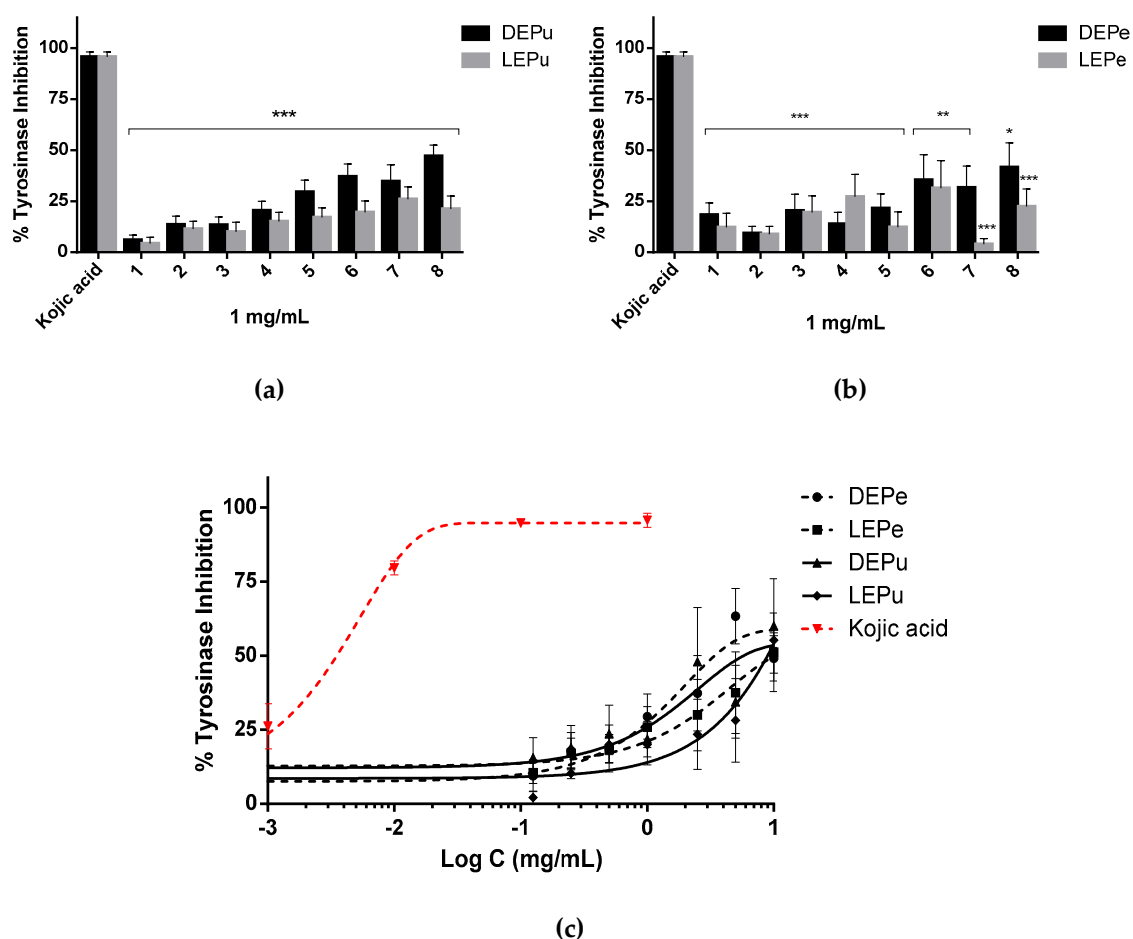 % Tyrosinase Inhibition
100
75
50
25
0
***
DEPu
LEPu
Kojic acid
1
2
3
4
5
6
7
8
1 mg/mL
(a)
% Tyrosinase Inhibition
100
75
50
25
0
***
**
*
***
***
DEPe
LEPe
Kojic acid
1
2
3
4
5
6
7
8
1 mg/mL
(b)
% Tyrosinase Inhibition
100
75
50
25
0
-3
-2
-1
0
1
Log C (mg/mL)
DEPe
LEPe
DEPu
LEPu
Kojic acid
(c)